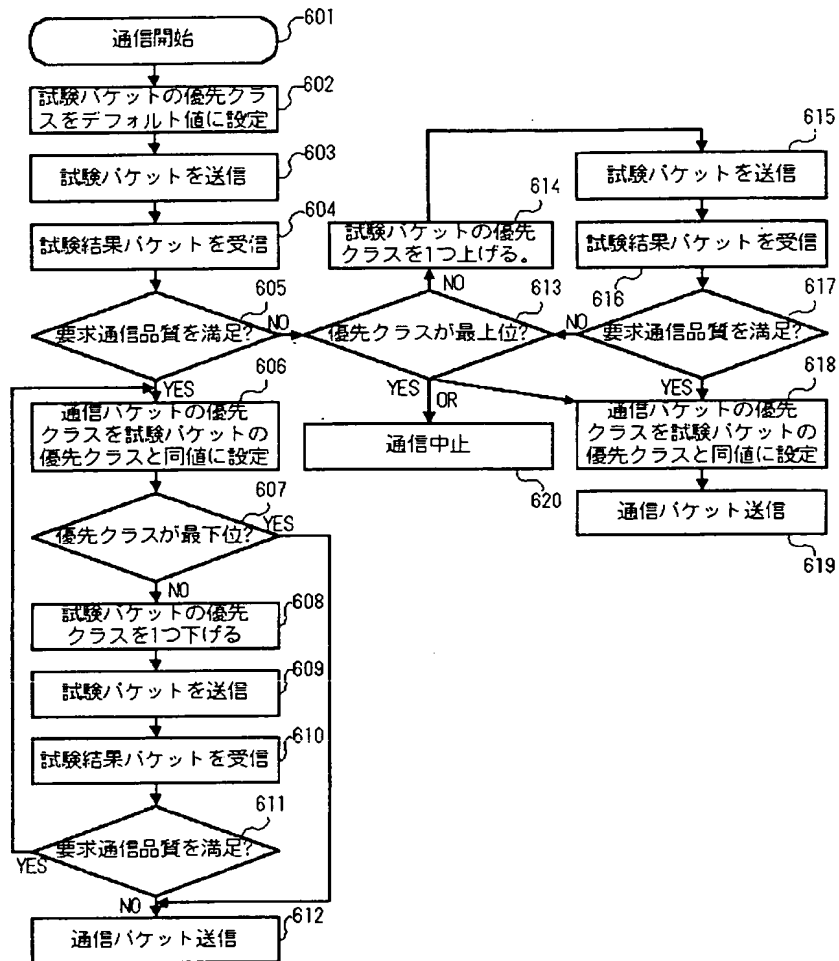 通信開始
601
602
試験パケットの優先クラ
スをデフォルト値に設定
603
試験パケットを送信
604
試験結果パケットを受信
605
要求通信品質を満足?
NO
YES
606
通信パケットの優先
クラスを試験パケットの
優先クラスと同値に設定
607
優先クラスが最下位?
YES
NO
608
試験パケットの優先
クラスを1つ下げる
609
試験パケットを送信
610
試験結果パケットを受信
611
要求通信品質を満足?
YES
NO
612
通信パケット送信
613
優先クラスが最上位?
NO
YES
OR
614
試験パケットの優先
クラスを1つ上げる。
通信中止
620
615
試験パケットを送信
試験結果パケットを受信
616
617
要求通信品質を満足?
NO
YES
618
通信パケットの優先
クラスを試験パケットの
優先クラスと同値に設定
通信パケット送信
619